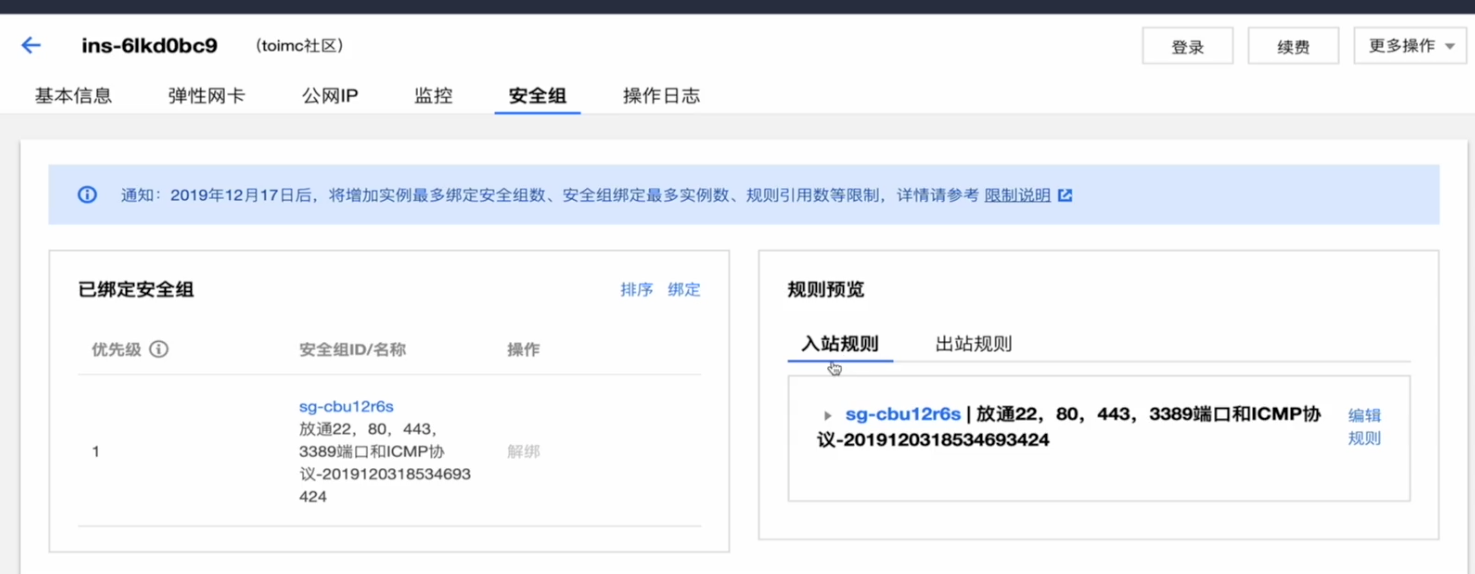 ins-6lkd0bc9 (toimc社区) 登录 续费 更多操作
基本信息 弹性网卡 公网IP 监控 安全组 操作日志
通知：2019年12月17日后，将增加实例最多绑定安全组数、安全组绑定最多实例数、规则引用数等限制，详情请参考 限制说明
已绑定安全组 排序 绑定
优先级 安全组ID/名称 操作
1
sg-cbu12r6s
放通22，80，443，
3389端口和ICMP协
议-2019120318534693
424
解绑
规则预览
入站规则 出站规则
sg-cbu12r6s | 放通22，80，443，3389端口和ICMP协
议-2019120318534693424
编辑
规则